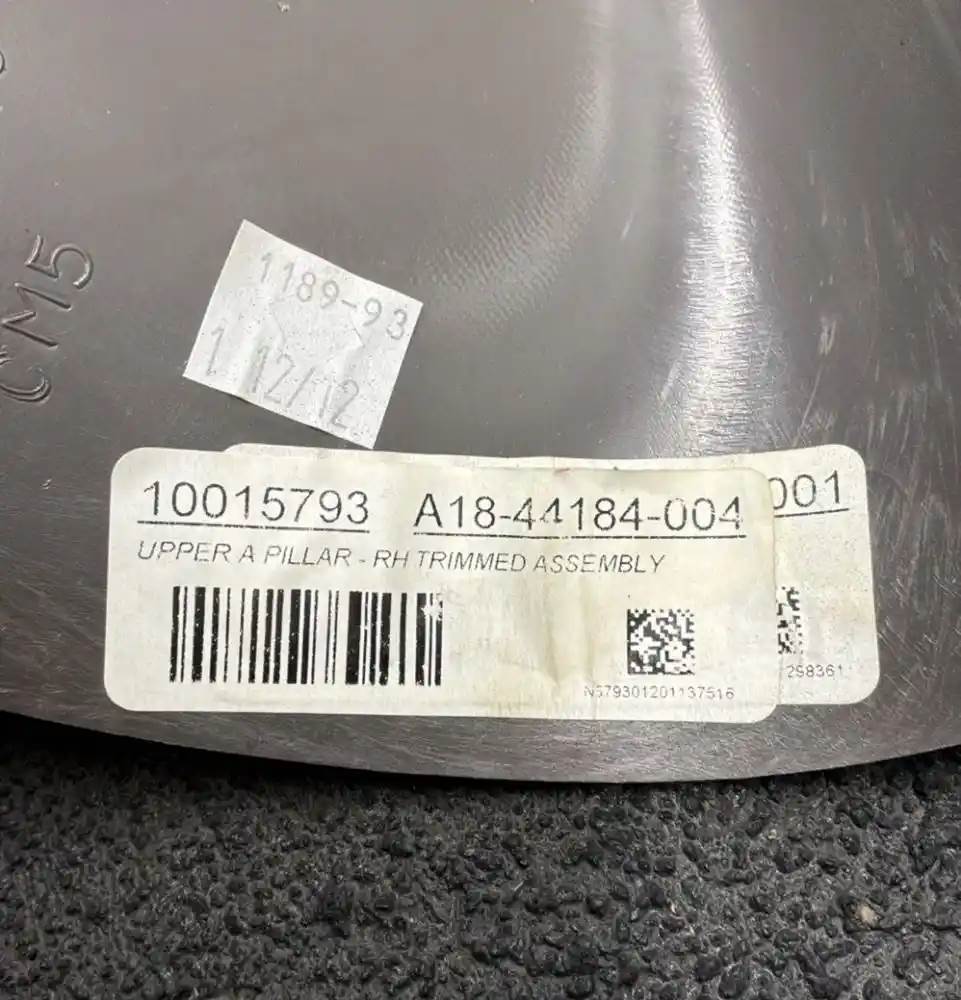 CM5
1189-93
1 12/12
10015793 A18-44184-004
001
UPPER A PILLAR - RH TRIMMED ASSEMBLY
N579301201137516
298361